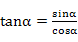 tanα = sinα/cosα